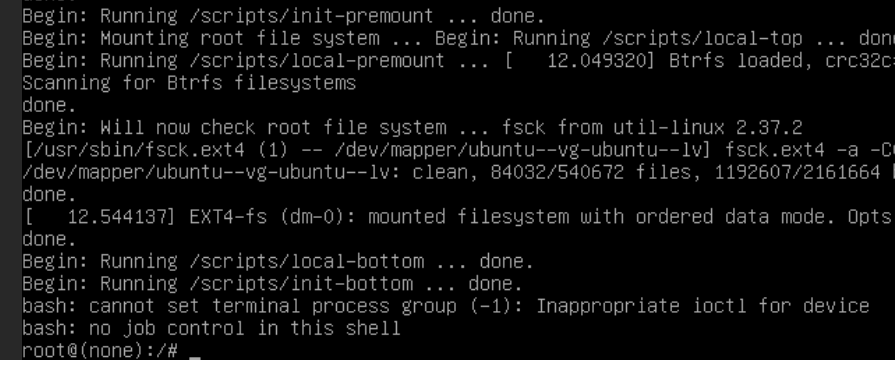 Begin: Running /scripts/init-premount ... done.
Begin: Mounting root file system ... Begin: Running /scripts/local-top ... don
Begin: Running /scripts/local-premount ... [   12.049320] Btrfs loaded, crc32c
Scanning for Btrfs filesystems
done.
Begin: Will now check root file system ... fsck from util-linux 2.37.2
[/usr/sbin/fsck.ext4 (1) -- /dev/mapper/ubuntu--vg-ubuntu--lv] fsck.ext4 -a -C
/dev/mapper/ubuntu--vg-ubuntu--lv: clean, 84032/540672 files, 1192607/2161664
done.
[   12.544137] EXT4-fs (dm-0): mounted filesystem with ordered data mode. Opts
done.
Begin: Running /scripts/local-bottom ... done.
Begin: Running /scripts/init-bottom ... done.
bash: cannot set terminal process group (-1): Inappropriate ioctl for device
bash: no job control in this shell
root@(none):/# _